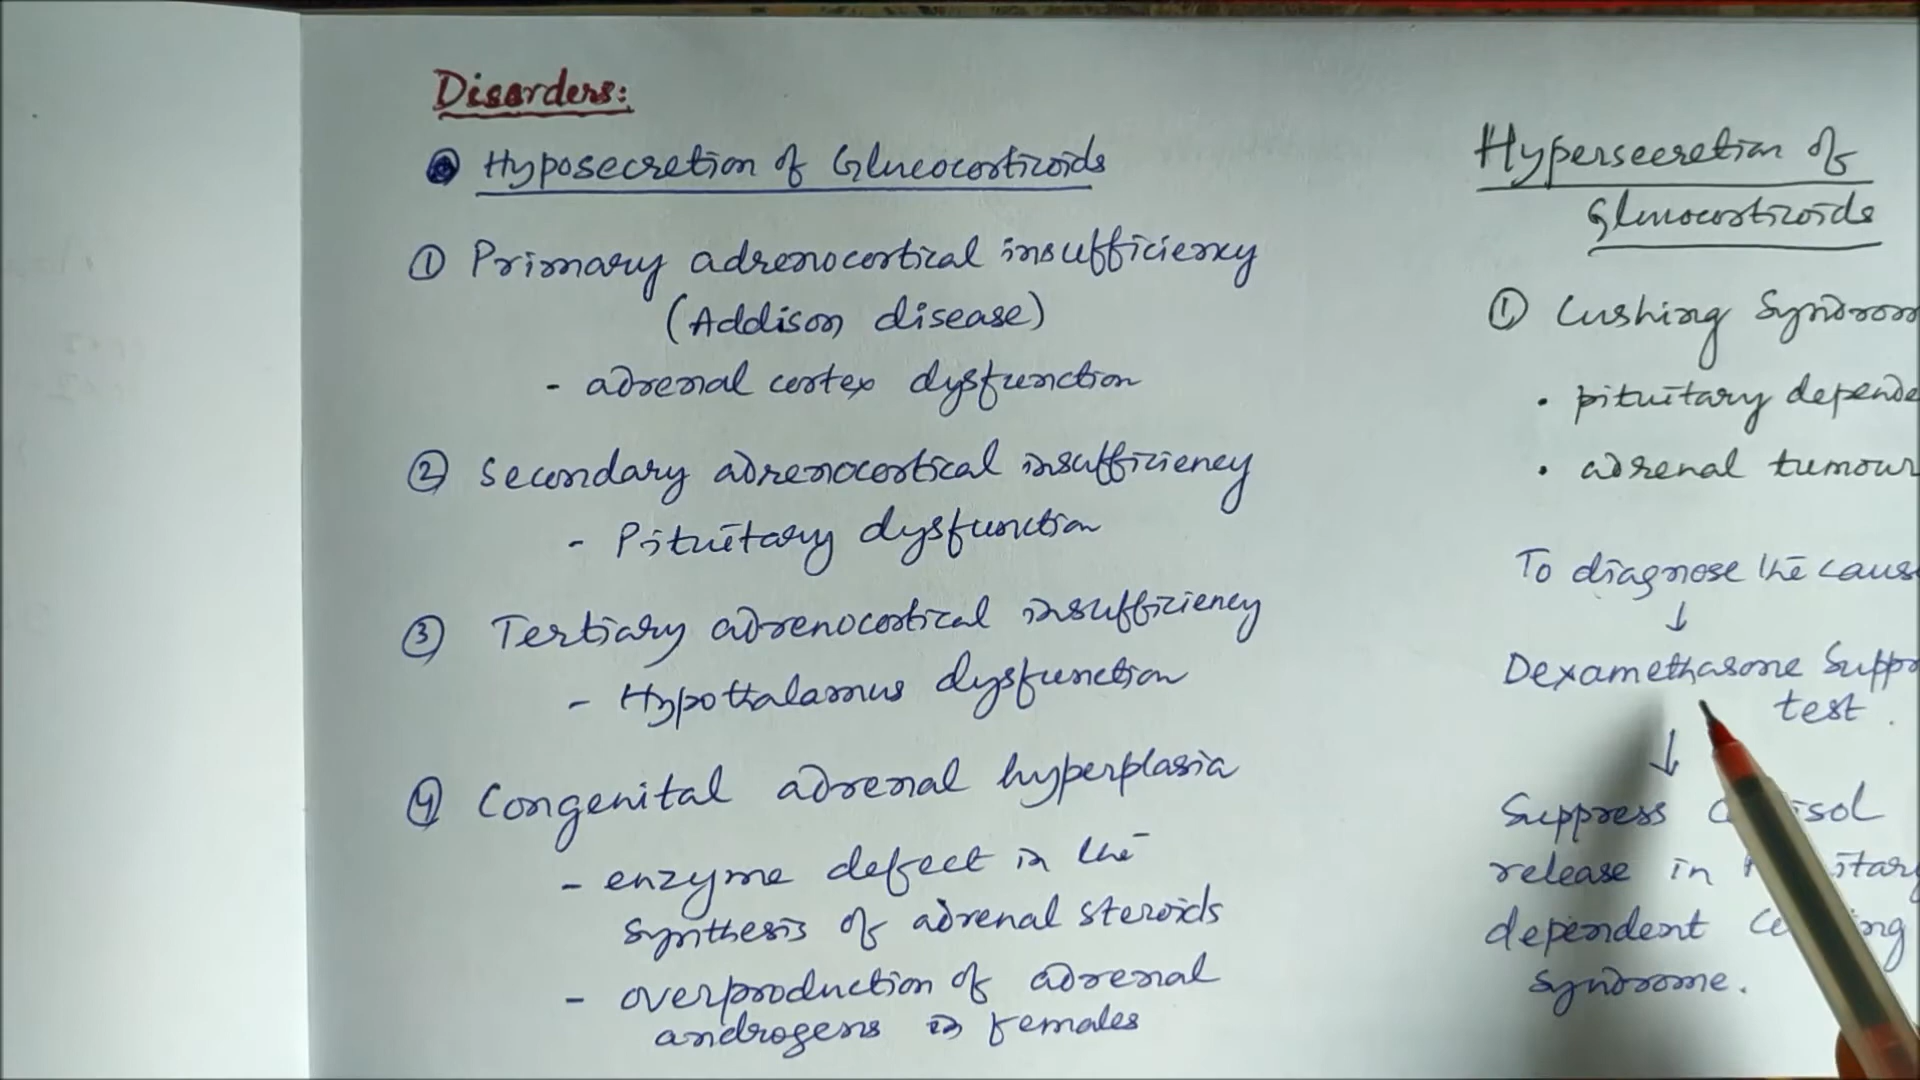 Disorders:
Hyposecretion of Glucocorticoids
① Primary adrenocortical insufficiency
(Addison disease)
- adrenal cortex dysfunction
② Secondary adrenocortical insufficiency
- Pituitary dysfunction
③ Tertiary adrenocortical insufficiency
- Hypothalamus dysfunction
④ Congenital adrenal hyperplasia
- enzyme defect in the
synthesis of adrenal steroids
- overproduction of adrenal
androgens in females
Hypersecretion of
Glucocorticoids
① Cushing
• pituitary
• adrenal tumour
To diagnose the
↓
Dexamethasone
test.
↓
Suppress
release in
dependent
syndrome.